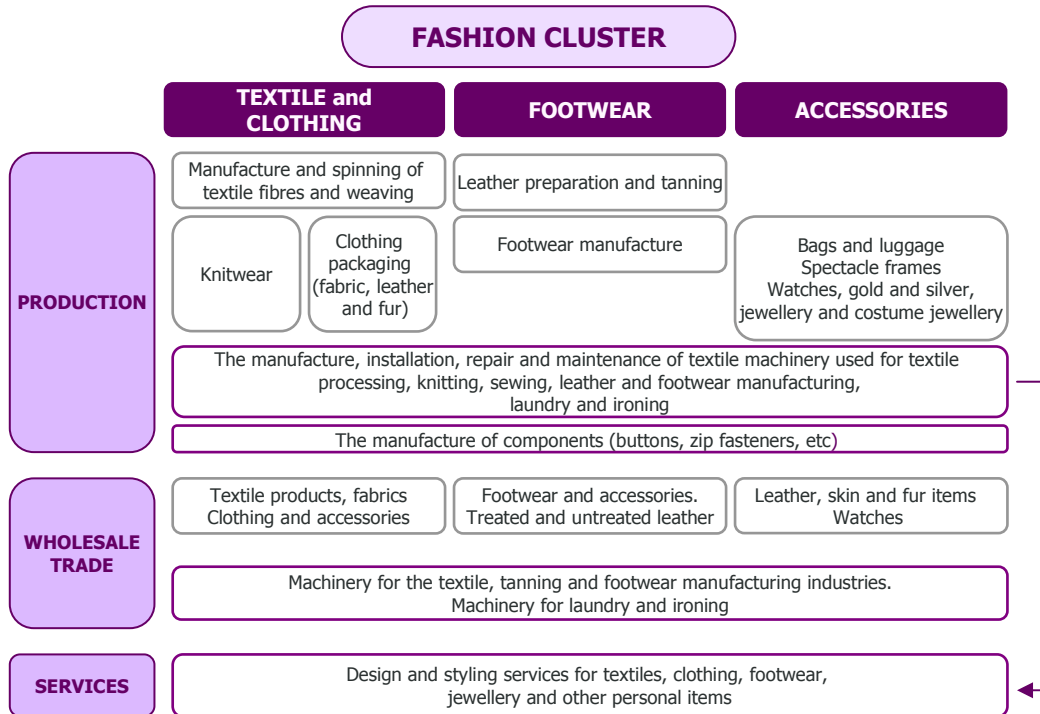 FASHION CLUSTER
TEXTILE and
CLOTHING
FOOTWEAR
ACCESSORIES
PRODUCTION
Manufacture and spinning of
textile fibres and weaving
Leather preparation and tanning
Knitwear
Clothing
packaging
(fabric, leather
and fur)
Footwear manufacture
Bags and luggage
Spectacle frames
Watches, gold and silver,
jewellery and costume jewellery
The manufacture, installation, repair and maintenance of textile machinery used for textile
processing, knitting, sewing, leather and footwear manufacturing,
laundry and ironing
The manufacture of components (buttons, zip fasteners, etc)
WHOLESALE
TRADE
Textile products, fabrics
Clothing and accessories
Footwear and accessories.
Treated and untreated leather
Leather, skin and fur items
Watches
Machinery for the textile, tanning and footwear manufacturing industries.
Machinery for laundry and ironing
SERVICES
Design and styling services for textiles, clothing, footwear,
jewellery and other personal items